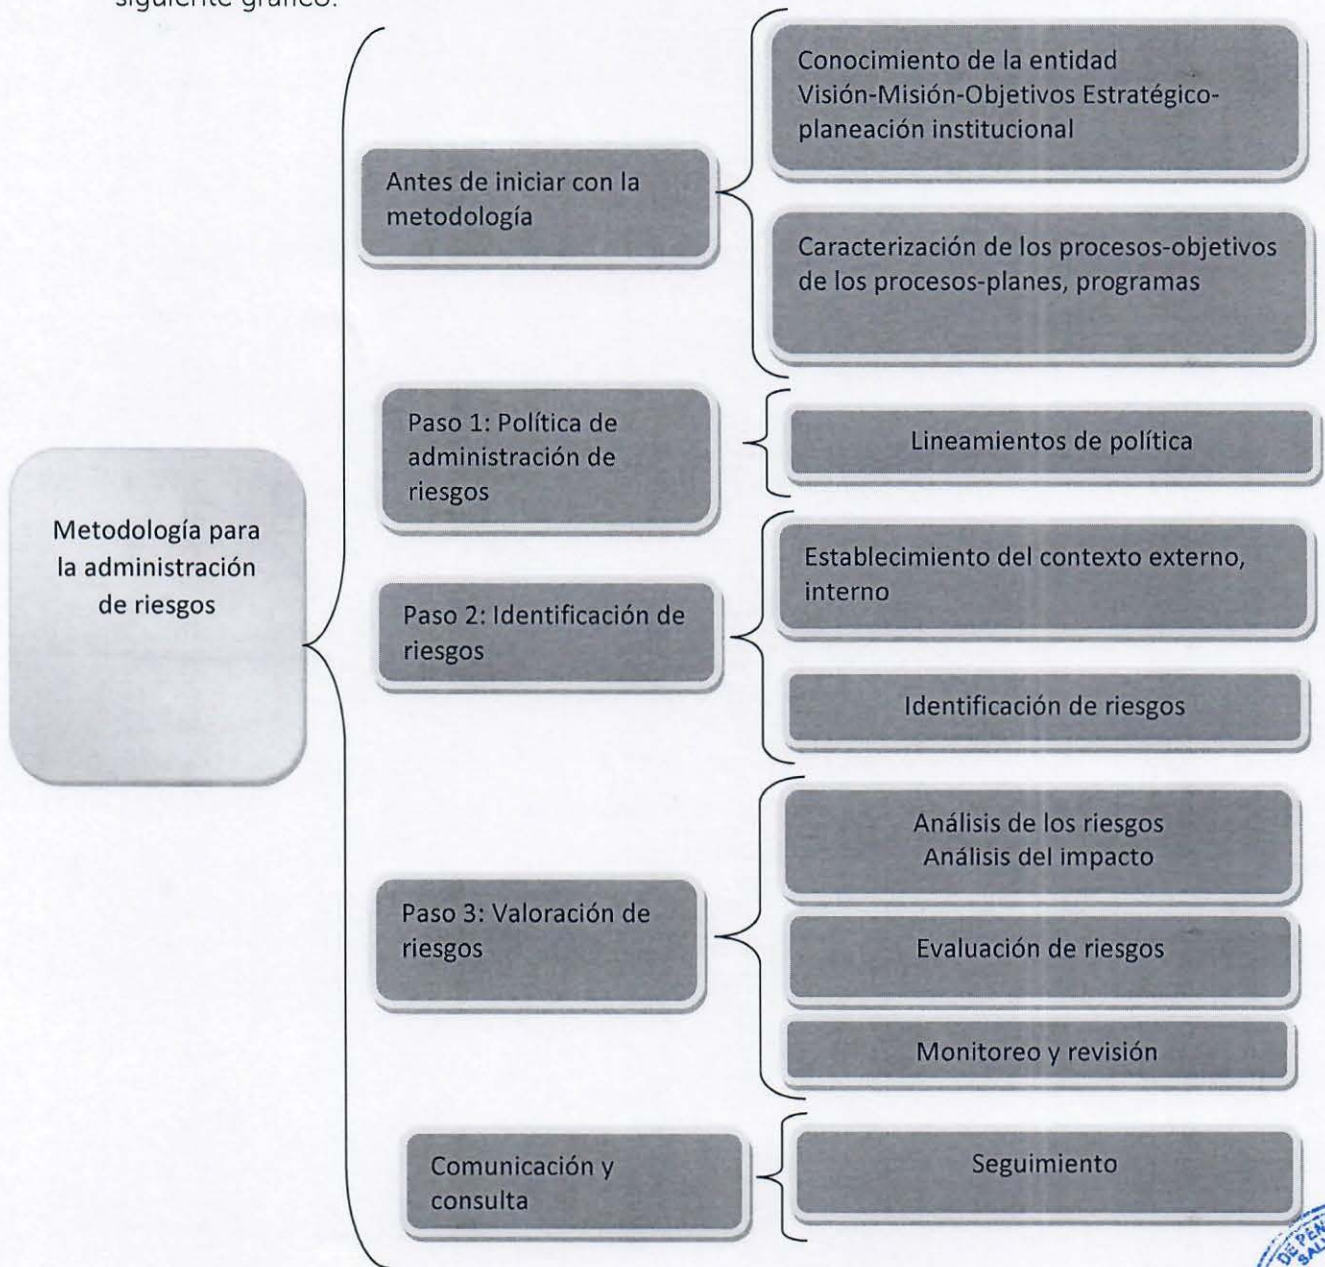 siguiente gráfico:
Conocimiento de la entidad
Visión-Misión-Objetivos Estratégico-
planeación institucional
Antes de iniciar con la
metodología
Caracterización de los procesos-objetivos
de los procesos-planes, programas
Paso 1: Política de
administración de
riesgos
Lineamientos de política
Metodología para
la administración
de riesgos
Paso 2: Identificación de
riesgos
Establecimiento del contexto externo,
interno
Identificación de riesgos
Paso 3: Valoración de
riesgos
Análisis de los riesgos
Análisis del impacto
Evaluación de riesgos
Monitoreo y revisión
Comunicación y
consulta
Seguimiento